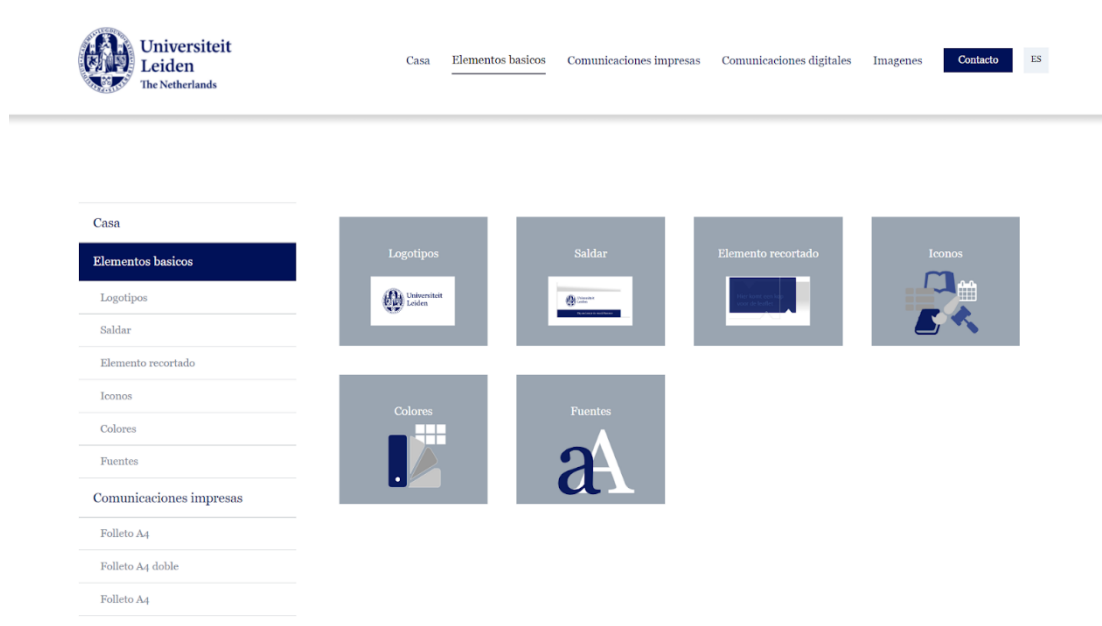 Universiteit
Leiden
The Netherlands
Casa
Elementos basicos
Comunicaciones impresas
Comunicaciones digitales
Imagenes
Contacto
ES
Casa
Elementos basicos
Logotipos
Saldar
Elemento recortado
Iconos
Colores
Fuentes
Comunicaciones impresas
Folleto A4
Folleto A4 doble
Folleto A4
Logotipos
Universiteit
Leiden
Saldar
Elemento recortado
Iconos
Colores
Fuentes
aA